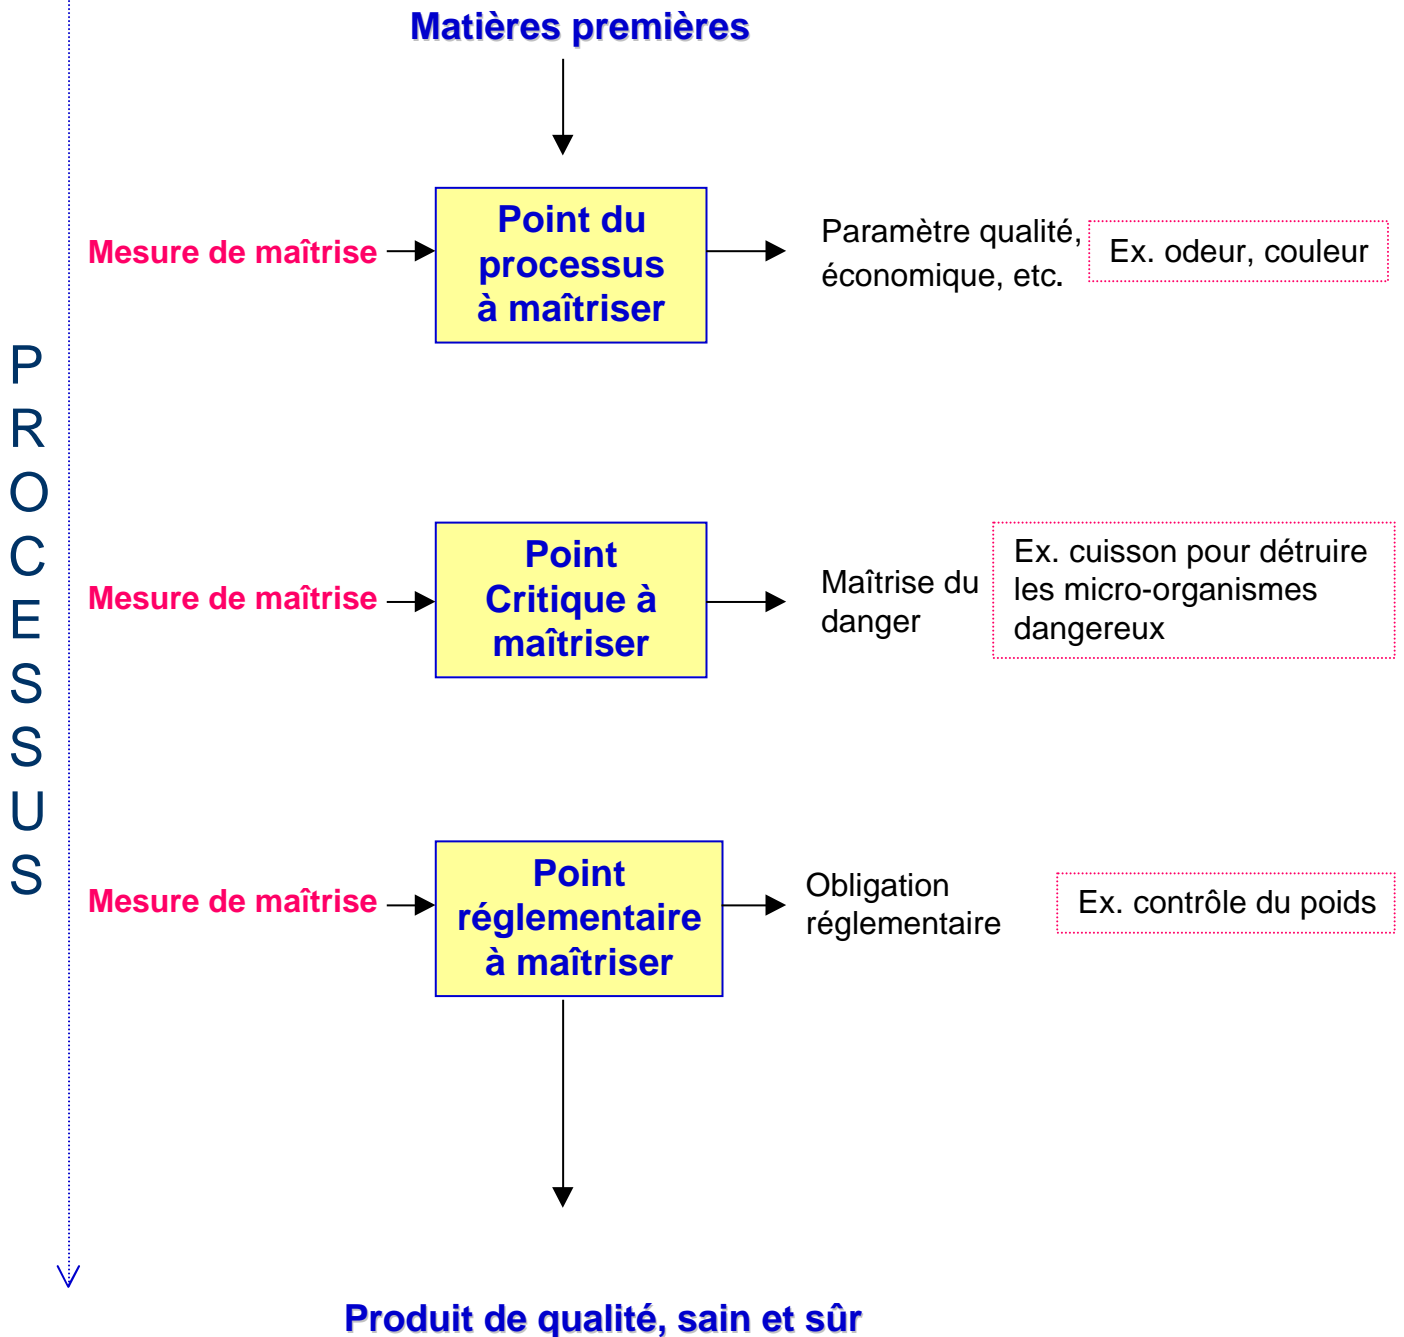 Matières premières
Mesure de maîtrise
Point du
processus
à maîtriser
Paramètre qualité,
économique, etc.
Ex. odeur, couleur
PROCESSUS
Mesure de maîtrise
Point
Critique à
maîtriser
Maîtrise du
danger
Ex. cuisson pour détruire
les micro-organismes
dangereux
Mesure de maîtrise
Point
réglementaire
à maîtriser
Obligation
réglementaire
Ex. contrôle du poids
Produit de qualité, sain et sûr